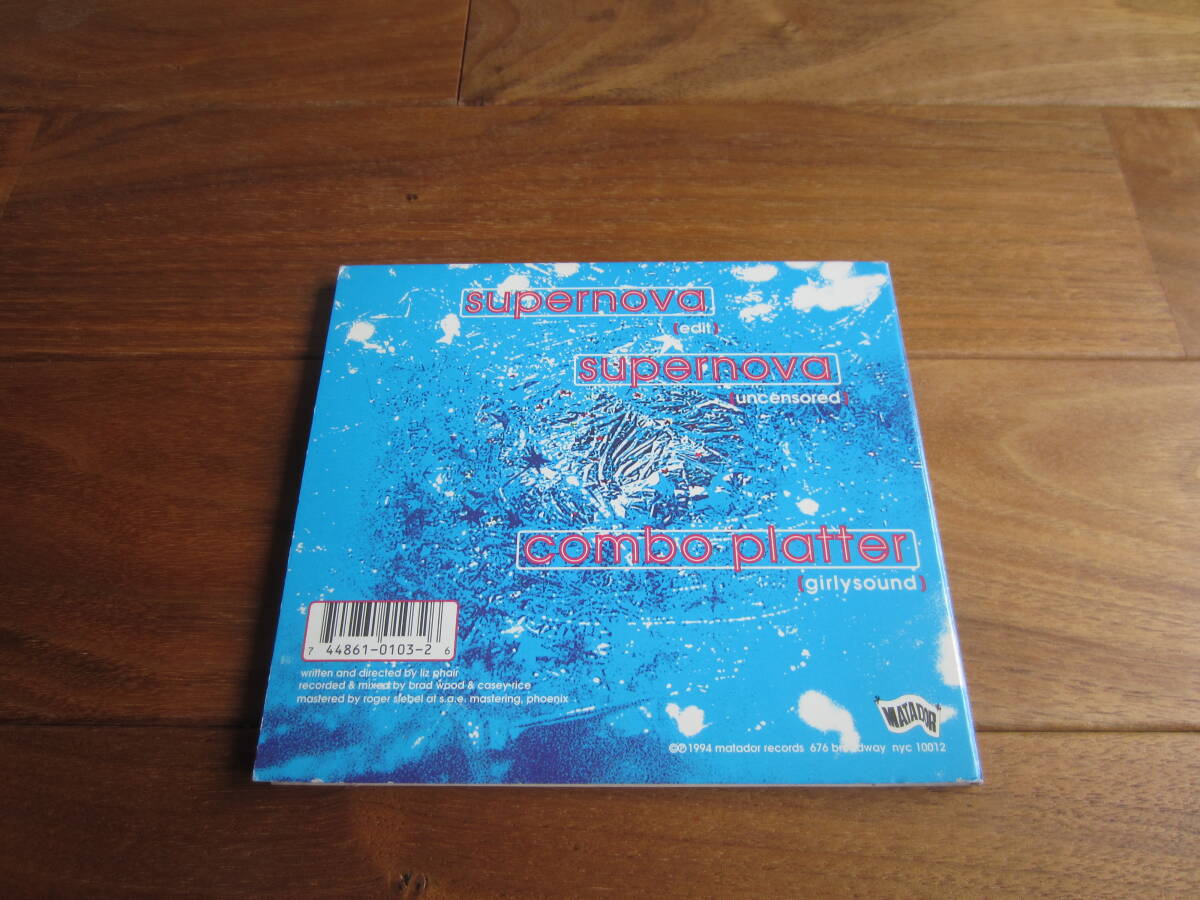 supernova
(edit)
supernova
(uncensored)
combo platter
(girlysound)
7 44861-0103-2 6
written and directed by liz phair
recorded & mixed by brad wood & casey rice
mastered by roger siebel at s.a.e. mastering, phoenix
MATADOR
©℗1994 matador records 676 broadway nyc 10012